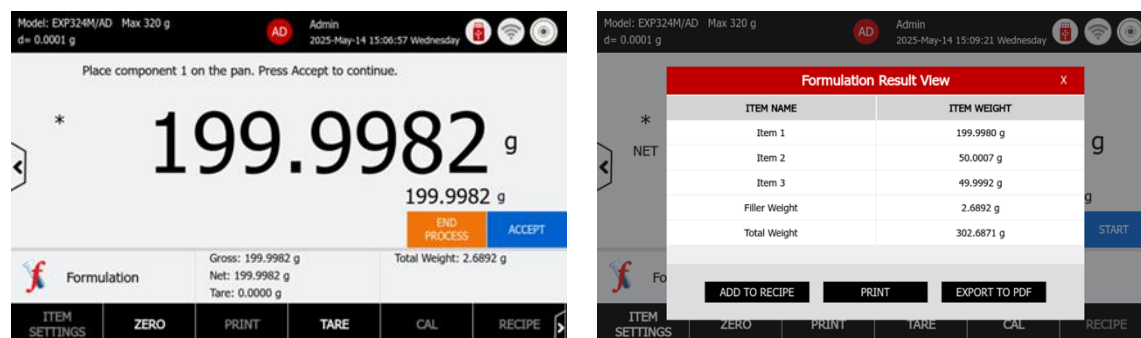 Model: EXP324M/AD Max 320 g
d= 0.0001 g
AD
Admin
2025-May-14 15:06:57 Wednesday
Place component 1 on the pan. Press Accept to continue.
*
199.9982 g
199.9982 g
END
PROCESS
ACCEPT
Formulation
Gross: 199.9982 g
Net: 199.9982 g
Tare: 0.0000 g
Total Weight: 2.6892 g
ITEM
SETTINGS
ZERO
PRINT
TARE
CAL
RECIPE
Model: EXP324M/AD Max 320 g
d= 0.0001 g
AD
Admin
2025-May-14 15:09:21 Wednesday
*
NET
g
g
START
Formulation Result View X
ITEM NAME ITEM WEIGHT
Item 1 199.9980 g
Item 2 50.0007 g
Item 3 49.9992 g
Filler Weight 2.6892 g
Total Weight 302.6871 g
ADD TO RECIPE
PRINT
EXPORT TO PDF
Fo
ITEM
SETTINGS
ZERO
PRINT
TARE
CAL
RECIPE